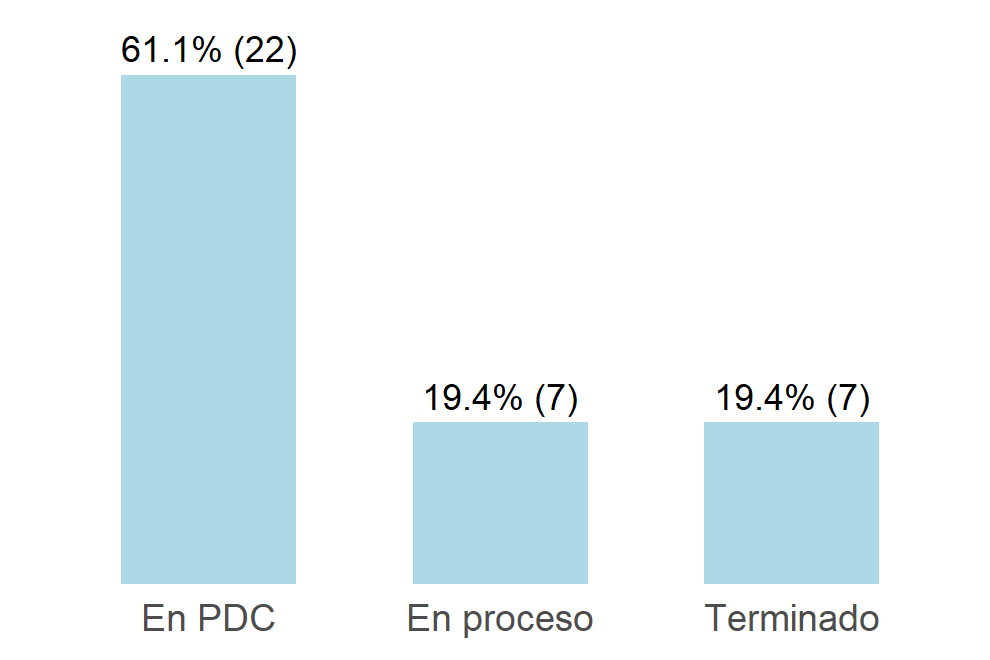 61.1% (22)
19.4% (7)
19.4% (7)
En PDC
En proceso
Terminado